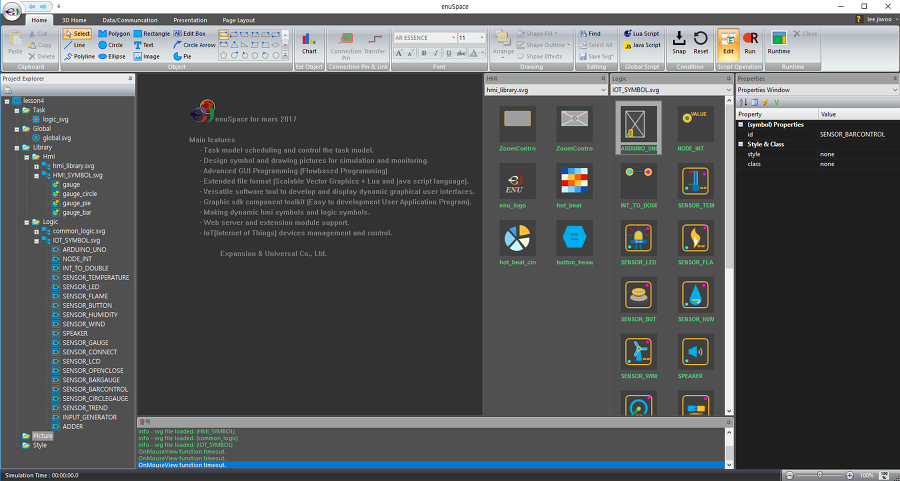 enuSpace
Home
3D Home
Data/Communcation
Presentation
Page Layout
lee jiwoo
Paste
Cut
Copy
Delete
Clipboard
Select
Line
Polyline
Polygon
Circle
Ellipse
Rectangle
Text
Image
Edit Box
Circle Arrow
Pie
Object
Chart
Ext Object
Connection
Pin
Transfer
Connection Pin & Link
AR ESSENCE
11
Font
Arrange
Shape Fill
Shape Outline
Spoe Effects
Drawing
Find
Select All
Save Svg*
Editing
Lua Script
Java Script
Global Script
Snap
Reset
Condition
Edit
Run
Script Operation
Runtime
Close
Runtime
Project Explorer
lesson4
Task
logic_svg
Global
global.svg
Library
Hmi
hmi_library.svg
HMI_SYMBOL.svg
gauge
gauge_circle
gauge_pie
gauge_bar
Logic
common_logic.svg
IOT_SYMBOL.svg
ARDUINO_UNO
NODE_INT
INT_TO_DOUBLE
SENSOR_TEMPERATURE
SENSOR_LED
SENSOR_FLAME
SENSOR_BUTTON
SENSOR_HUMIDITY
SENSOR_WIND
SPEAKER
SENSOR_GAUGE
SENSOR_CONNECT
SENSOR_LCD
SENSOR_OPENCLOSE
SENSOR_BARGAUGE
SENSOR_BARCONTROL
SENSOR_CIRCLEGAUGE
SENSOR_TREND
INPUT_GENERATOR
ADDER
Picture
Style
enuSpace for mars 2017
Main features
- Task model scheduling and control the task model.
- Design symbol and drawing pictures for simulation and monitoring.
- Advanced GUI Programming (Flowbased Programming)
- Extended file format (Scalable Vector Graphics + Lua and java script language).
- Versatile software tool to develop and display dynamic graphical user interfaces.
- Graphic sdk component toolkit (Easy to development User Application Program).
- Making dynamic hmi symbols and logic symbols.
- Web server and extension module support.
- IoT(Internet of Things) devices management and control.
Expansion & Universal Co., Ltd.
HMI
hmi_library.svg
ZoomContro
ZoomContro
ENU
enu_logo
hot_beat
hot_beat_cir
button_hexa
Logic
IOT_SYMBOL.svg
ARDUINO_UNO
VALUE
NODE_INT
INT_TO_DOUE
SENSOR_TEM
SENSOR_LED
SENSOR_FLA
SENSOR_BUT
SENSOR_HUM
SENSOR_WIN
SPEAKER
CONNECT
Properties
Properties Window
Property
Value
(symbol) Properties
id
SENSOR_BARCONTROL
Style & Class
style
none
class
none
출력
info - svg file loaded. (HMI_SYMBOL)
info - svg file loaded. (common_logic)
info - svg file loaded. (IOT_SYMBOL)
OnMouseView function timeout.
OnMouseView function timeout.
OnMouseView function timeout.
Simulation Time : 00:00:00.0
100%